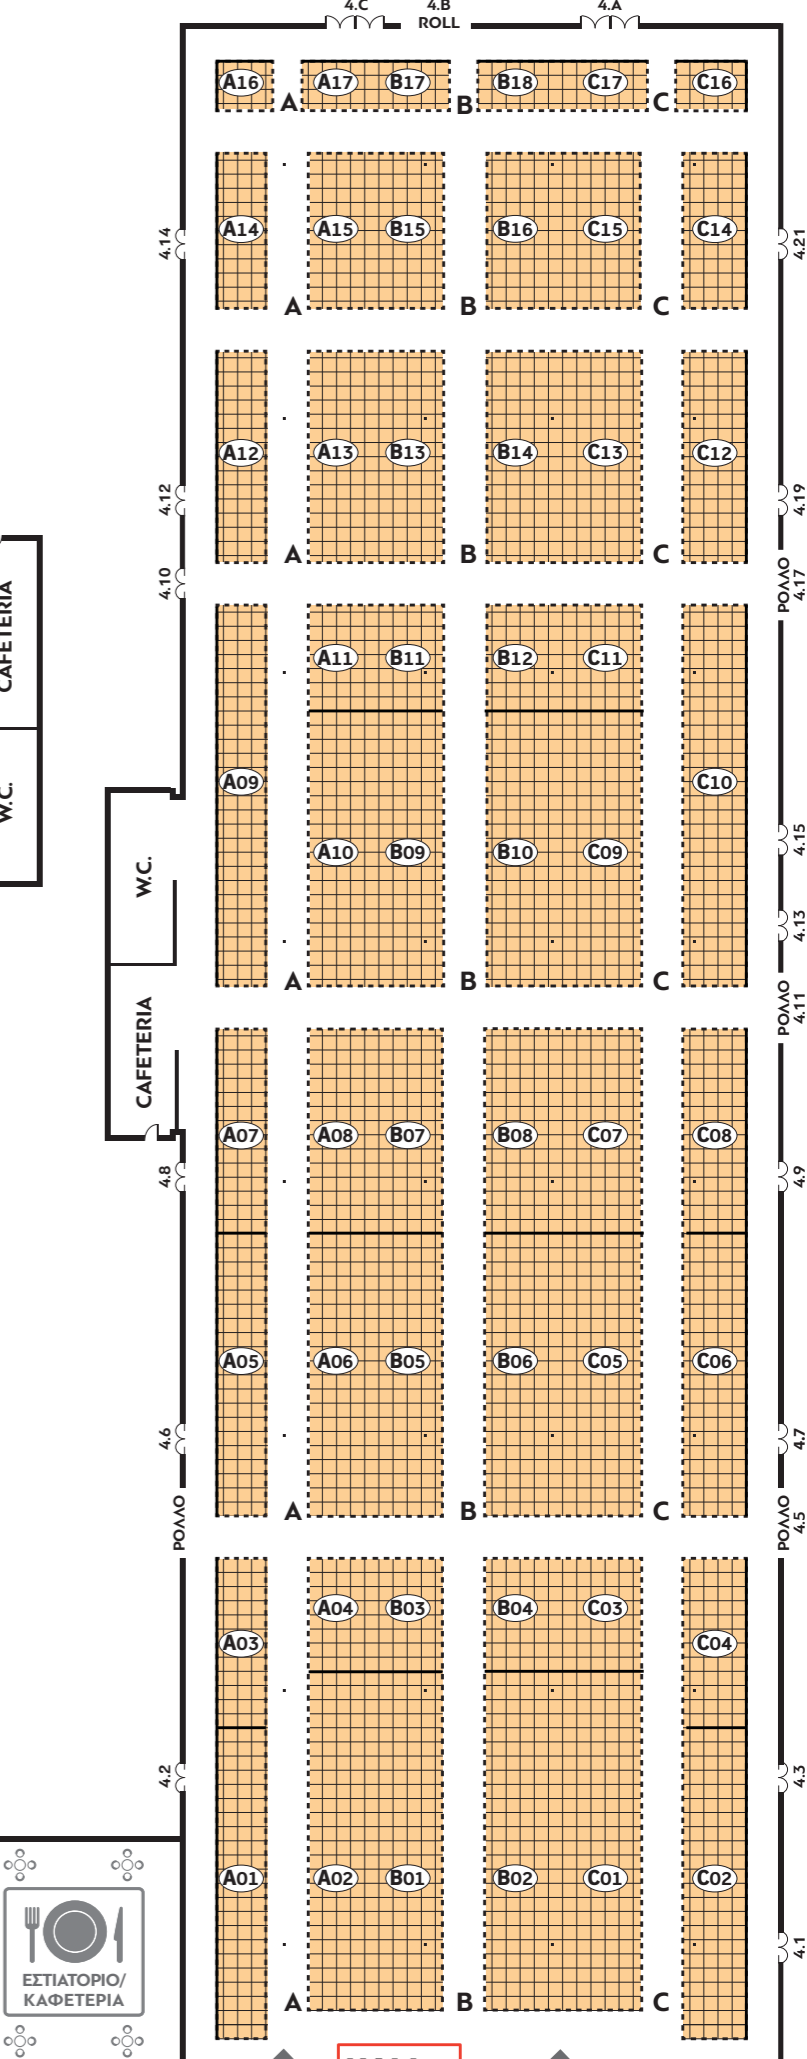 4.C 4.B 4.A
ROLL
A16 A17 B17 B18 C17 C16
A B C
4.14 A14 A15 B15 B16 C15 C14 4.21
A B C
A12 A13 B13 B14 C13 C12
4.12 4.19
A B C
4.10 ΡΟΛΛΟ 4.17
CAFETERIA
A11 B11 B12 C11
A09 C10
W.C.
A10 B09 B10 C09 4.15
W.C.
4.13
A B C
ΡΟΛΛΟ 4.11
CAFETERIA
A07 A08 B07 B08 C07 C08
4.8 4.9
A05 A06 B05 B06 C05 C06
4.6 4.7
A B C
ΡΟΛΛΟ ΡΟΛΛΟ 4.5
A04 B03 B04 C03
A03 C04
4.2 4.3
A01 A02 B01 B02 C01 C02
4.1
ΕΣΤΙΑΤΟΡΙΟ/
ΚΑΦΕΤΕΡΙΑ
A B C